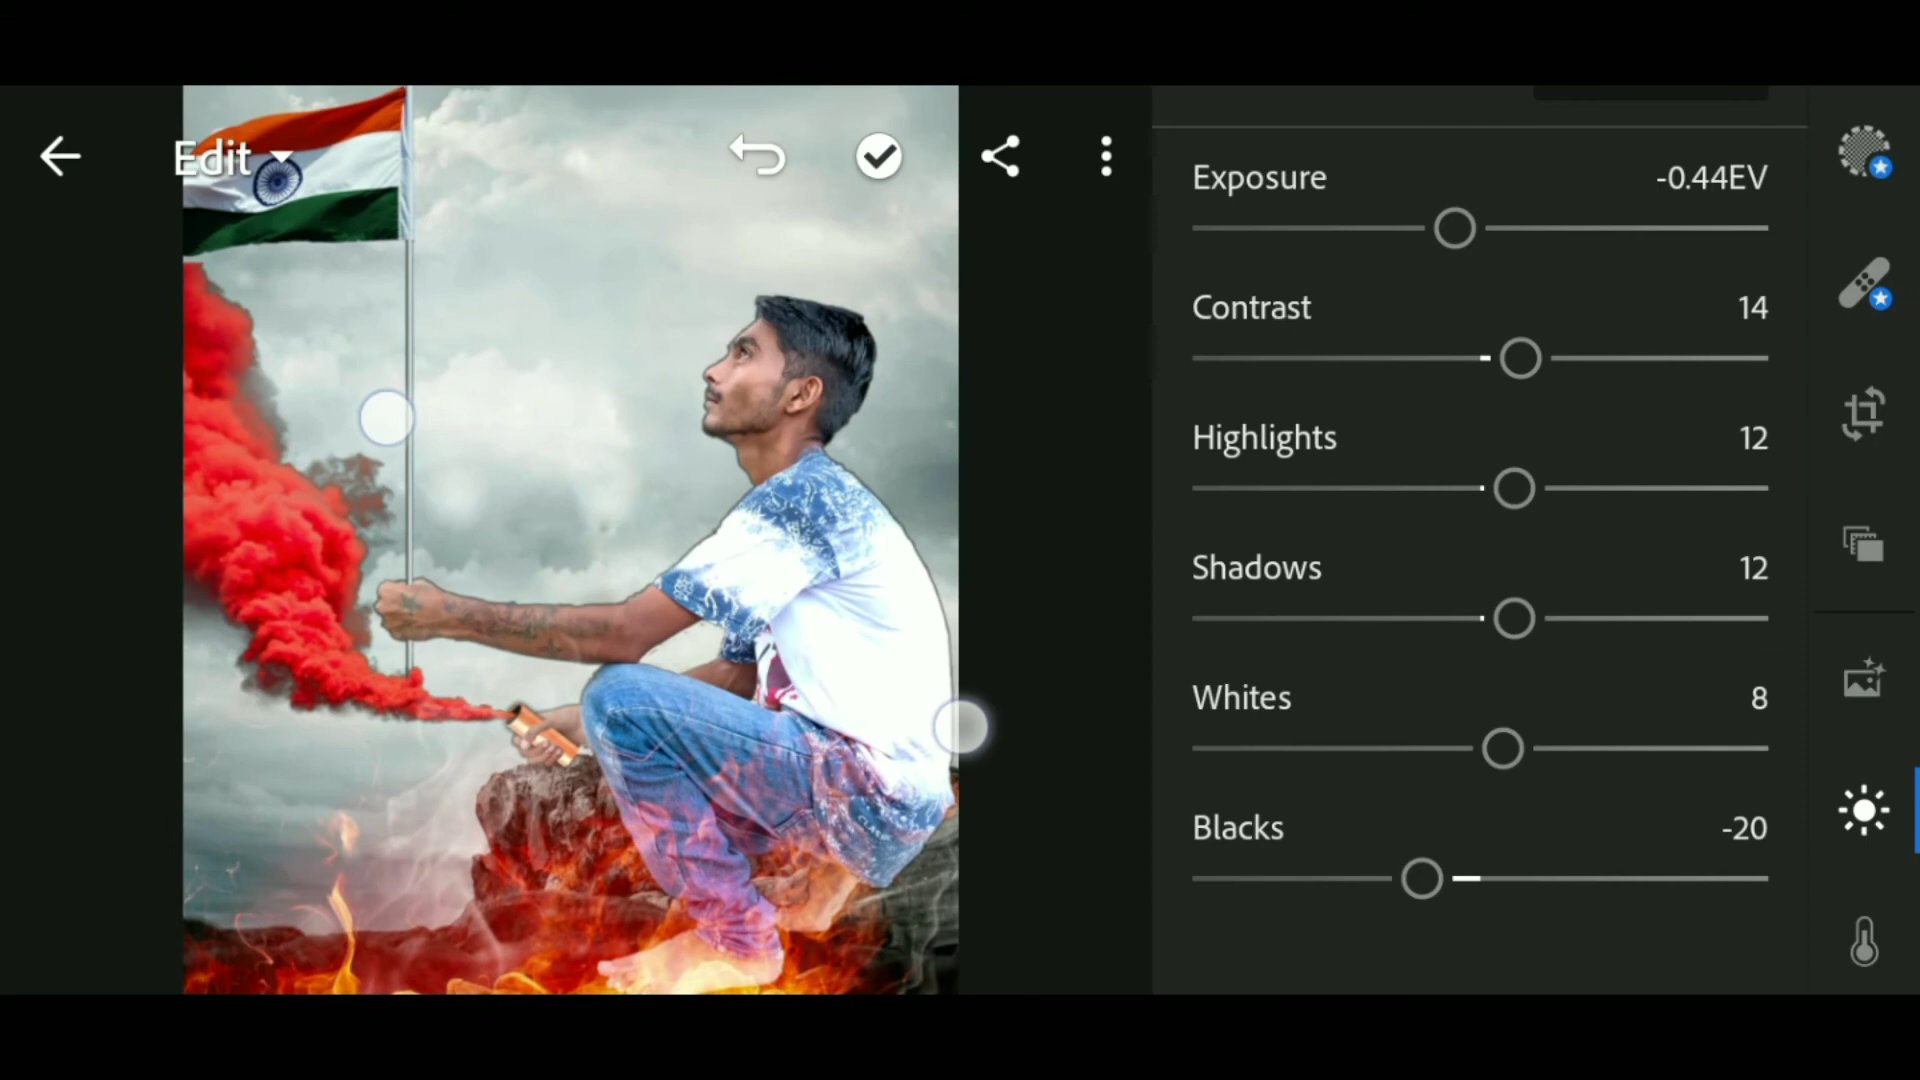 Edit
Exposure -0.44EV
Contrast 14
Highlights 12
Shadows 12
Whites 8
Blacks -20